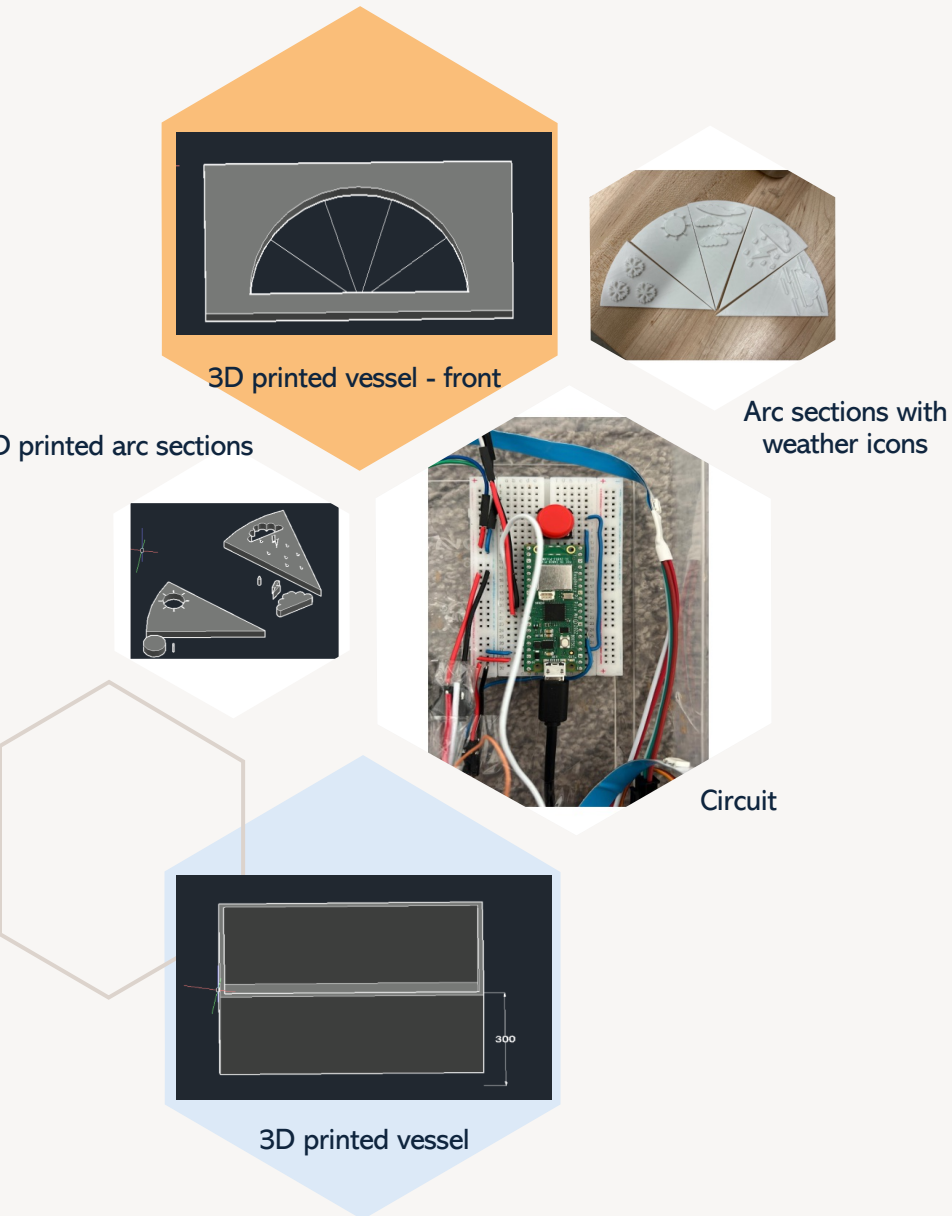 3D printed vessel - front
Arc sections with
weather icons
D printed arc sections
Circuit
300
3D printed vessel